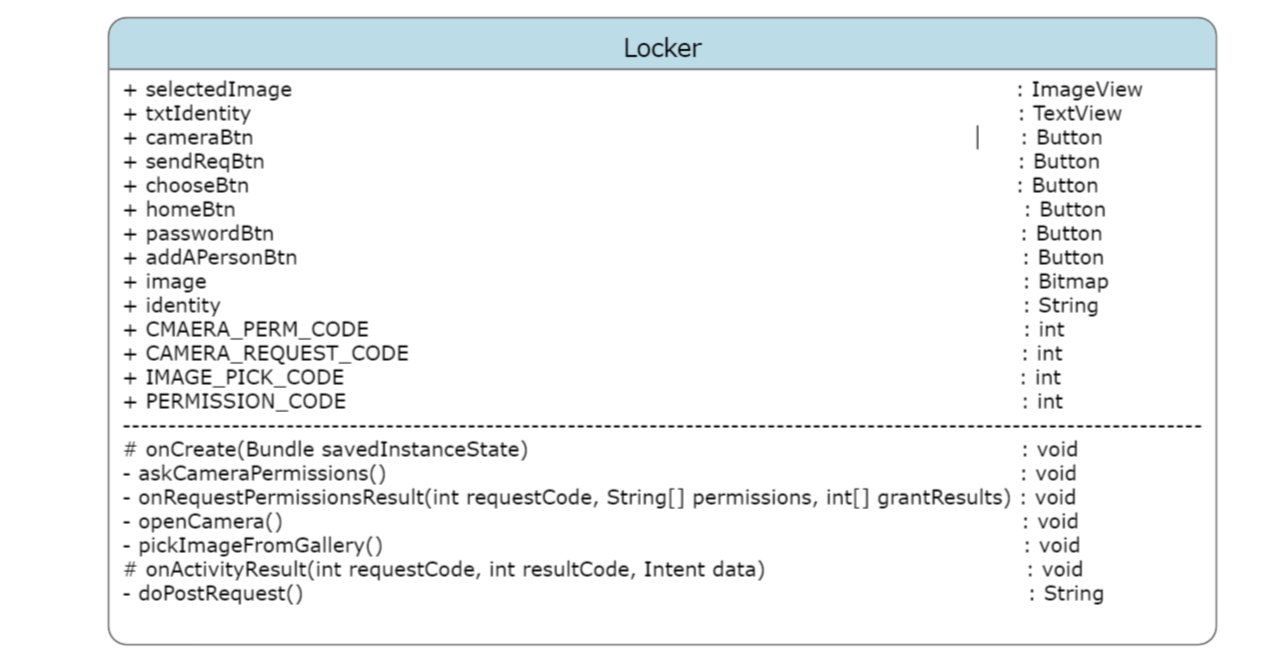 Locker
+ selectedImage : ImageView
+ txtIdentity : TextView
+ cameraBtn : Button
+ sendReqBtn : Button
+ chooseBtn : Button
+ homeBtn : Button
+ passwordBtn : Button
+ addAPersonBtn : Button
+ image : Bitmap
+ identity : String
+ CMAERA_PERM_CODE : int
+ CAMERA_REQUEST_CODE : int
+ IMAGE_PICK_CODE : int
+ PERMISSION_CODE : int
# onCreate(Bundle savedInstanceState) : void
- askCameraPermissions() : void
- onRequestPermissionsResult(int requestCode, String[] permissions, int[] grantResults) : void
- openCamera() : void
- pickImageFromGallery() : void
# onActivityResult(int requestCode, int resultCode, Intent data) : void
- doPostRequest() : String